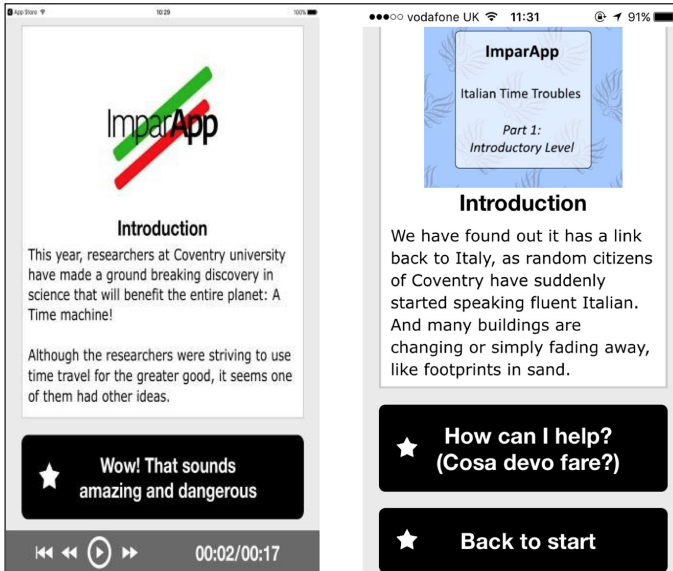 App Store 10:29 100%
ImparApp
Introduction
This year, researchers at Coventry university
have made a ground breaking discovery in
science that will benefit the entire planet: A
Time machine!
Although the researchers were striving to use
time travel for the greater good, it seems one
of them had other ideas.
Wow! That sounds
amazing and dangerous
00:02/00:17
vodafone UK 11:31 91%
ImparApp
Italian Time Troubles
Part 1:
Introductory Level
Introduction
We have found out it has a link
back to Italy, as random citizens
of Coventry have suddenly
started speaking fluent Italian.
And many buildings are
changing or simply fading away,
like footprints in sand.
How can I help?
(Cosa devo fare?)
Back to start